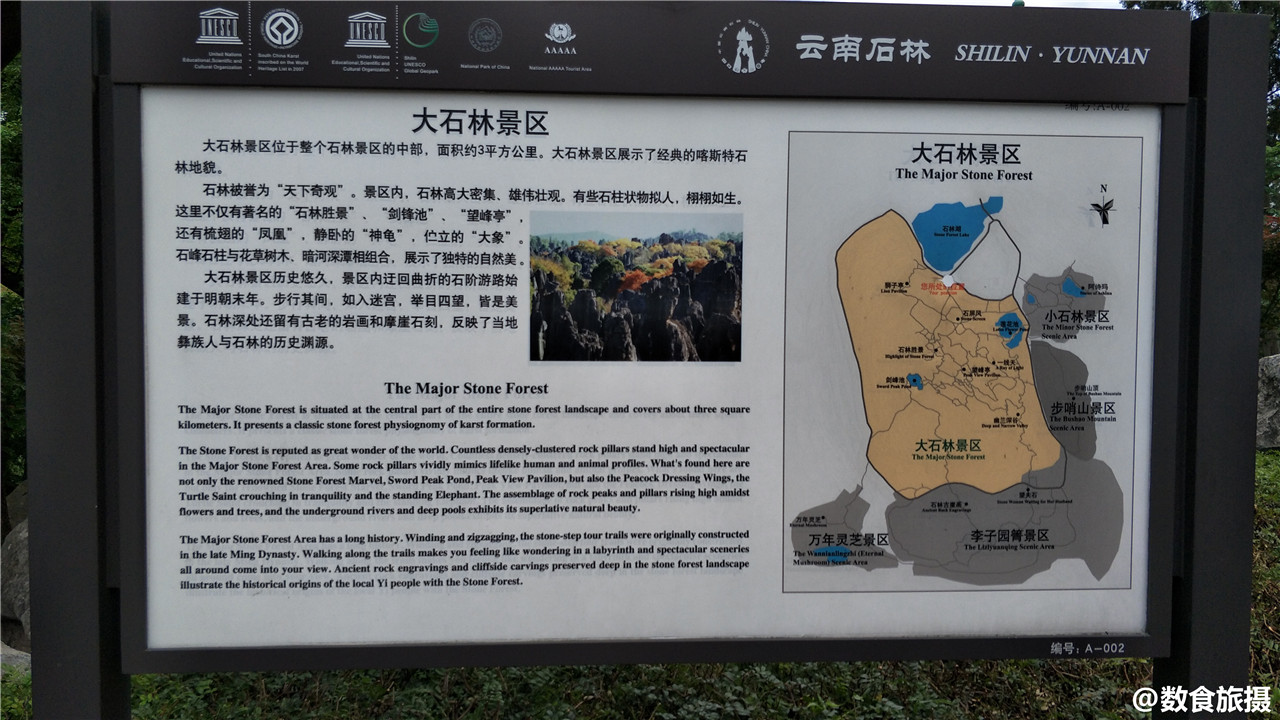 UNESCO
United Nations
Educational, Scientific and
Cultural Organization
South China Karst
inscribed on the World
Heritage List in 2007
UNESCO
United Nations
Educational, Scientific and
Cultural Organization
Shilin
UNESCO
Global Geopark
National Park of China
AAAAA
National AAAAA Tourist Area
云南石林 SHILIN · YUNNAN
编号:A-002
大石林景区
大石林景区位于整个石林景区的中部,面积约3平方公里。大石林景区展示了经典的喀斯特石
林地貌。
石林被誉为“天下奇观”。景区内,石林高大密集、雄伟壮观。有些石柱状物拟人,栩栩如生。
这里不仅有著名的“石林胜景”、“剑锋池”、“望峰亭”,
还有梳翅的“凤凰”,静卧的“神龟”,伫立的“大象”。
石峰石柱与花草树木、暗河深潭相组合,展示了独特的自然美。
大石林景区历史悠久,景区内迂回曲折的石阶游路始
建于明朝末年。步行其间,如入迷宫,举目四望,皆是美
景。石林深处还留有古老的岩画和摩崖石刻,反映了当地
彝族人与石林的历史渊源。
The Major Stone Forest
The Major Stone Forest is situated at the central part of the entire stone forest landscape and covers about three square
kilometers. It presents a classic stone forest physiognomy of karst formation.
The Stone Forest is reputed as great wonder of the world. Countless densely-clustered rock pillars stand high and spectacular
in the Major Stone Forest Area. Some rock pillars vividly mimics lifelike human and animal profiles. What's found here are
not only the renowned Stone Forest Marvel, Sword Peak Pond, Peak View Pavilion, but also the Peacock Dressing Wings, the
Turtle Saint crouching in tranquility and the standing Elephant. The assemblage of rock peaks and pillars rising high amidst
flowers and trees, and the underground rivers and deep pools exhibits its superlative natural beauty.
The Major Stone Forest Area has a long history. Winding and zigzagging, the stone-step tour trails were originally constructed
in the late Ming Dynasty. Walking along the trails makes you feeling like wondering in a labyrinth and spectacular sceneries
all around come into your view. Ancient rock engravings and cliffside carvings preserved deep in the stone forest landscape
illustrate the historical origins of the local Yi people with the Stone Forest.
大石林景区
The Major Stone Forest
N
石林湖
Stone Forest Lake
狮子亭
Lion Pavilion
您所处的位置
Your position
阿诗玛
石屏风
Stone Screen
莲花池
小石林景区
The Minor Stone Forest
Scenic Area
石林胜景
Highlight of Stone Forest
一线天
A Ray of Light
望峰亭
Peak View Pavilion
剑峰池
Sword Peak Pond
步哨山顶
The Top of Bushao Mountain
步哨山景区
The Bushao Mountain
Scenic Area
幽兰深谷
Deep and Narrow Valley
大石林景区
The Major Stone Forest
望夫石
Stone Woman Waiting for Her Husband
石林古崖画
Ancient Rock Engravings
万年灵芝
Eternal Mushroom
万年灵芝景区
The Wannianlingzhi (Eternal
Mushroom) Scenic Area
李子园箐景区
The Liziyuanqing Scenic Area
编号:A-002
@数食旅摄